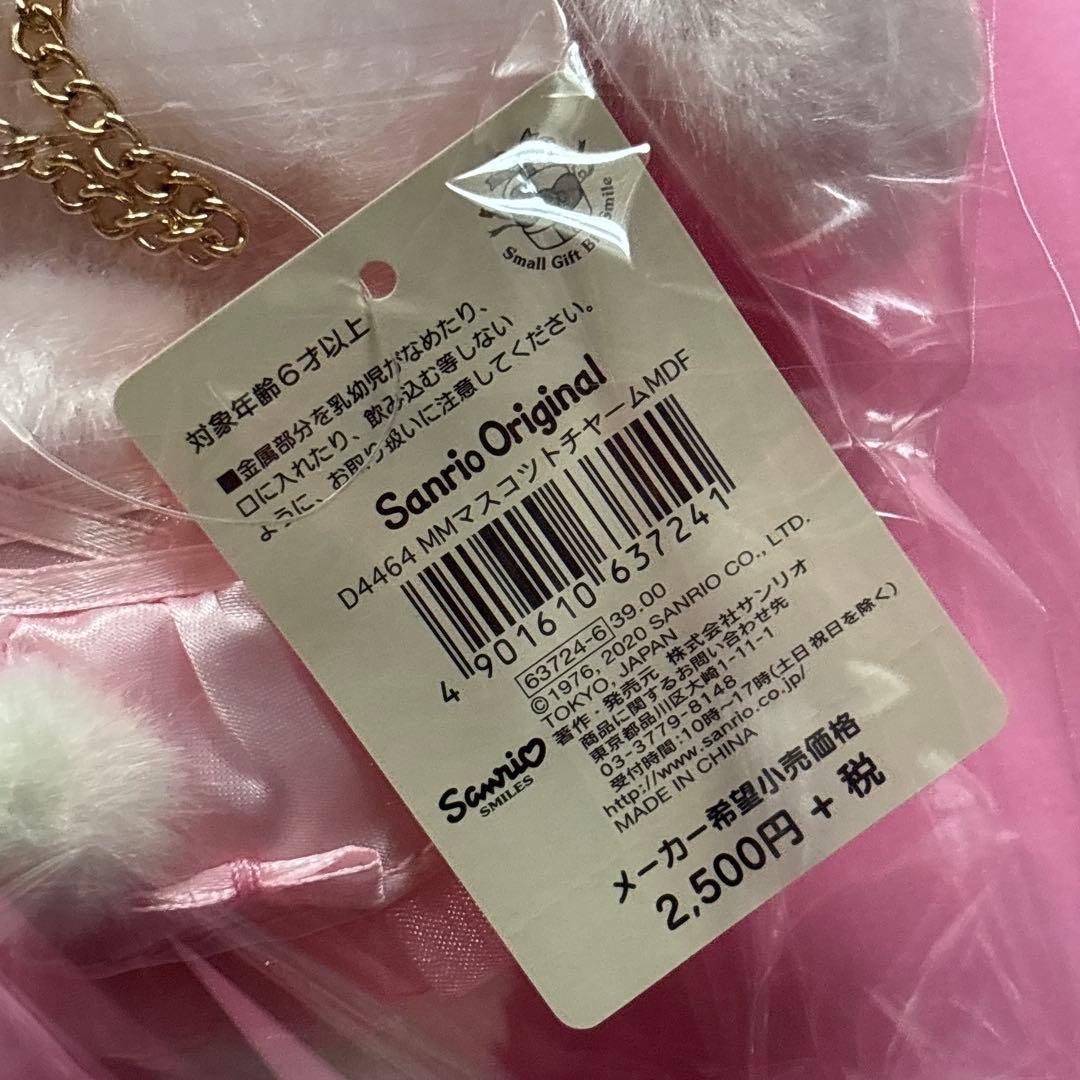 Small Gift Big Smile
対象年齢6才以上
■金属部分を乳幼児がなめたり、
口に入れたり、飲み込む等しない
ように、お取り扱いに注意してください。
Sanrio Original
D4464 MMマスコットチャームMDF
4 901610 637241
63724-6 39.00
©1976, 2020 SANRIO CO., LTD.
TOKYO, JAPAN
著作・発売元 株式会社サンリオ
商品に関するお問い合わせ先
東京都品川区大崎1-11-1
03-3779-8148
受付時間:10時〜17時(土日祝日を除く)
http://www.sanrio.co.jp/
MADE IN CHINA
Sanrio
SMILES
メーカー希望小売価格
2,500円+税